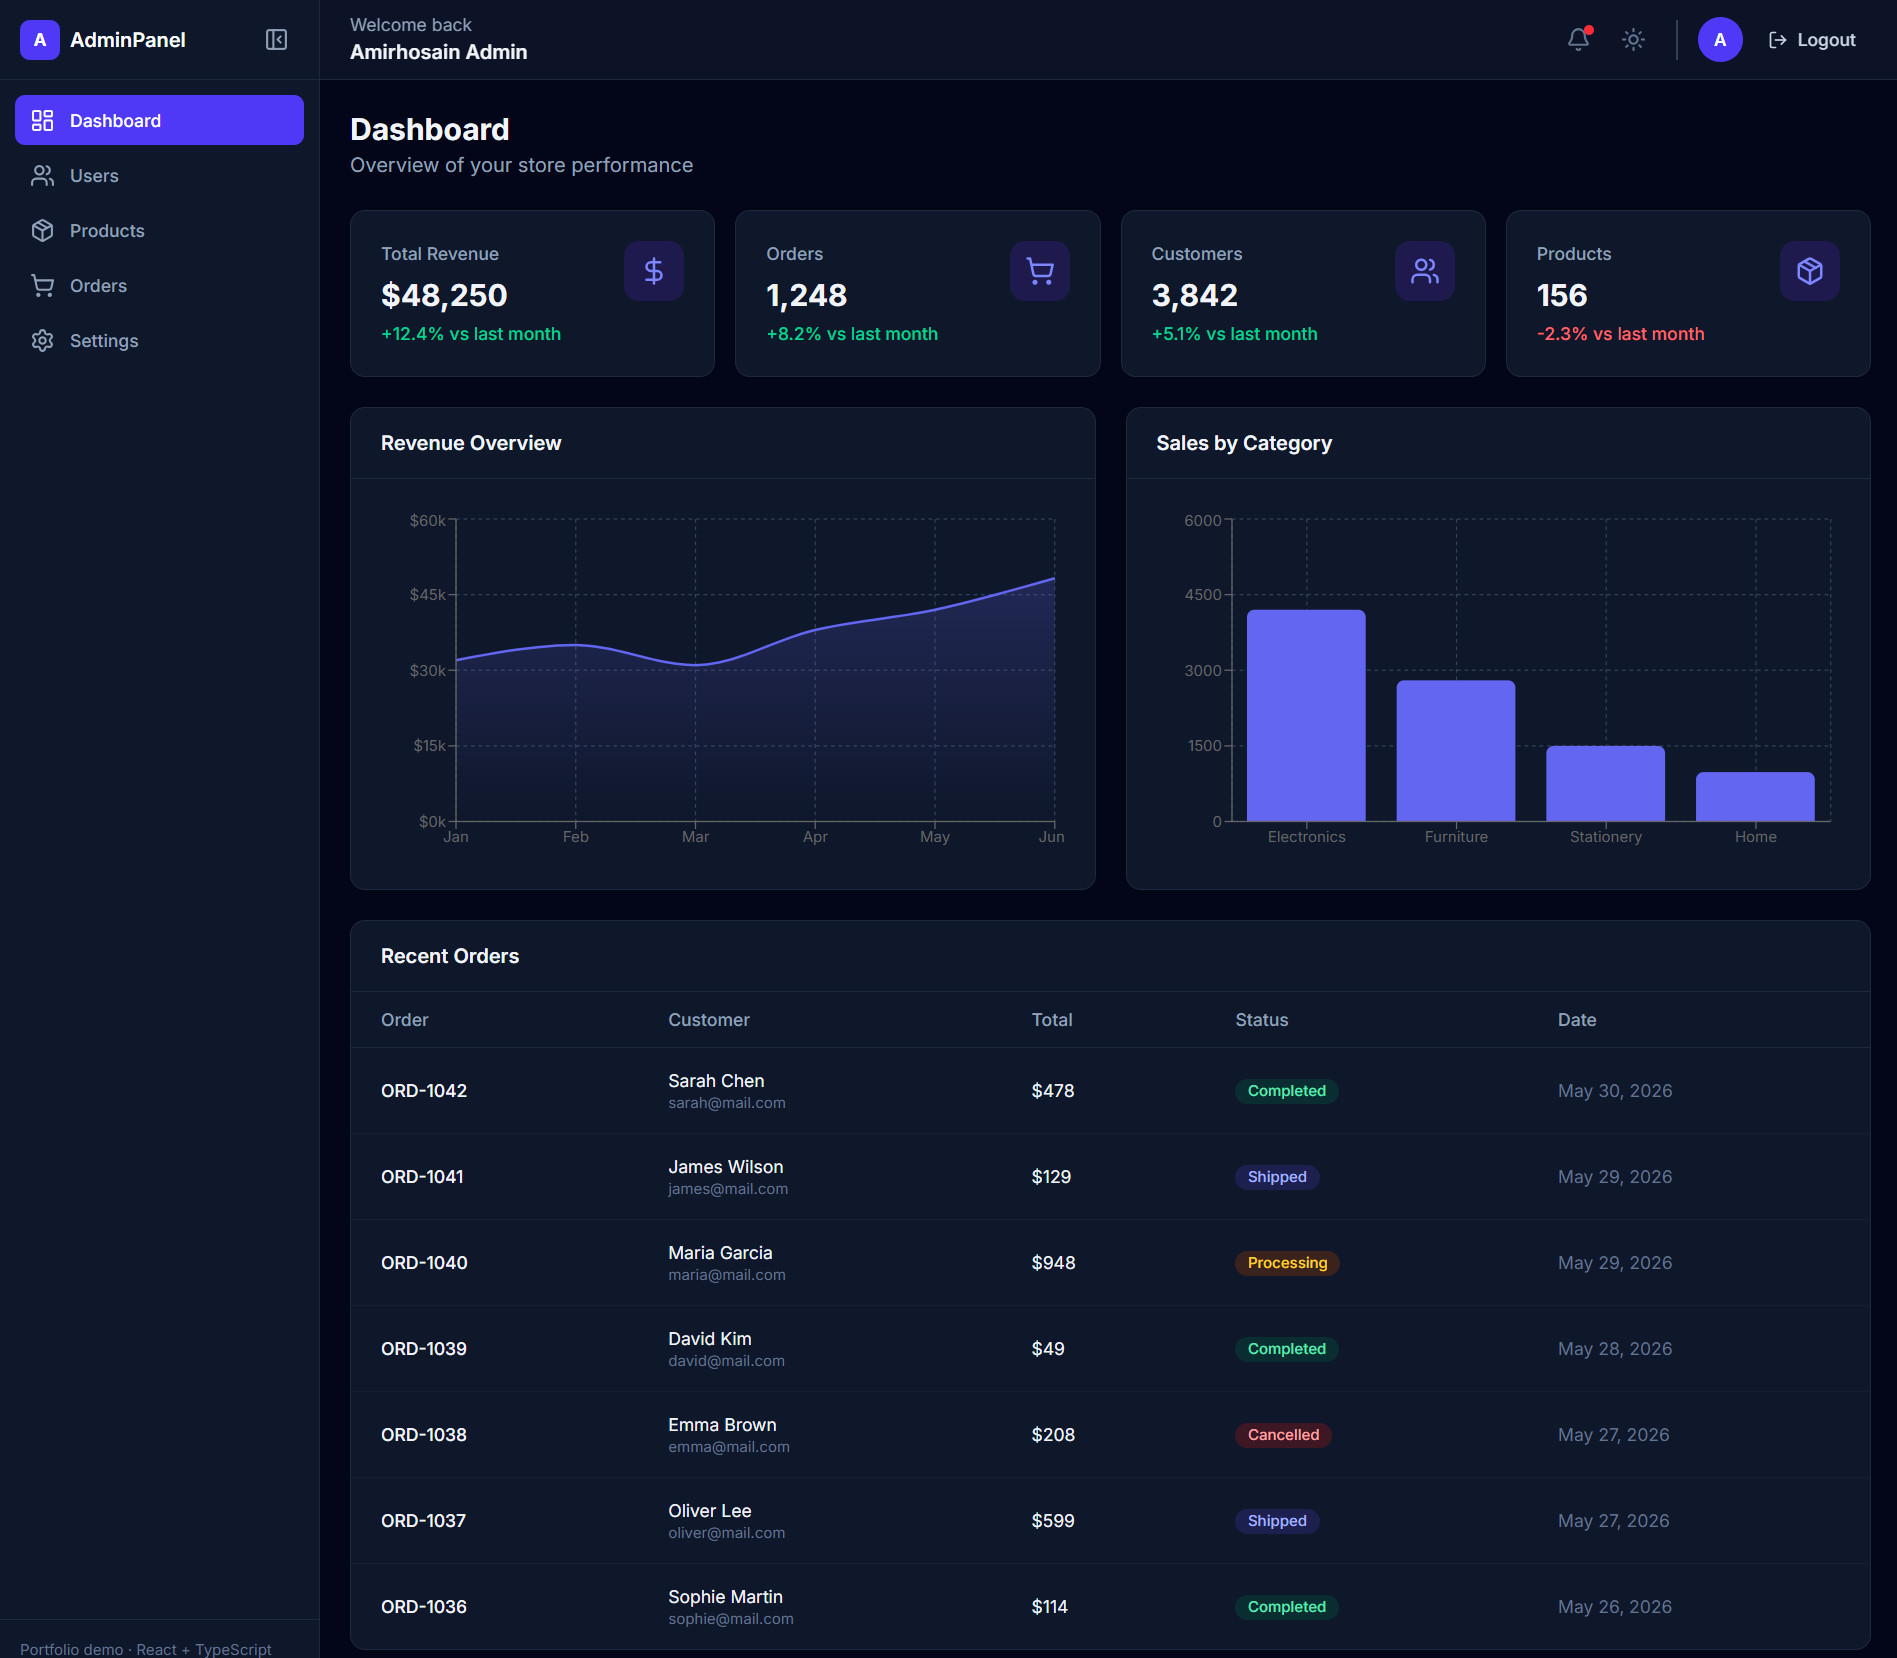 A AdminPanel
Welcome back
Amirhosain Admin
A
Logout
Dashboard
Users
Products
Orders
Settings
Portfolio demo · React + TypeScript
Dashboard
Overview of your store performance
Total Revenue
$48,250
+12.4% vs last month
Orders
1,248
+8.2% vs last month
Customers
3,842
+5.1% vs last month
Products
156
-2.3% vs last month
Revenue Overview
$60k
$45k
$30k
$15k
$0k
Jan Feb Mar Apr May Jun
Sales by Category
6000
4500
3000
1500
0
Electronics Furniture Stationery Home
Recent Orders
Order Customer Total Status Date
ORD-1042 Sarah Chen $478 Completed May 30, 2026
sarah@mail.com
ORD-1041 James Wilson $129 Shipped May 29, 2026
james@mail.com
ORD-1040 Maria Garcia $948 Processing May 29, 2026
maria@mail.com
ORD-1039 David Kim $49 Completed May 28, 2026
david@mail.com
ORD-1038 Emma Brown $208 Cancelled May 27, 2026
emma@mail.com
ORD-1037 Oliver Lee $599 Shipped May 27, 2026
oliver@mail.com
ORD-1036 Sophie Martin $114 Completed May 26, 2026
sophie@mail.com